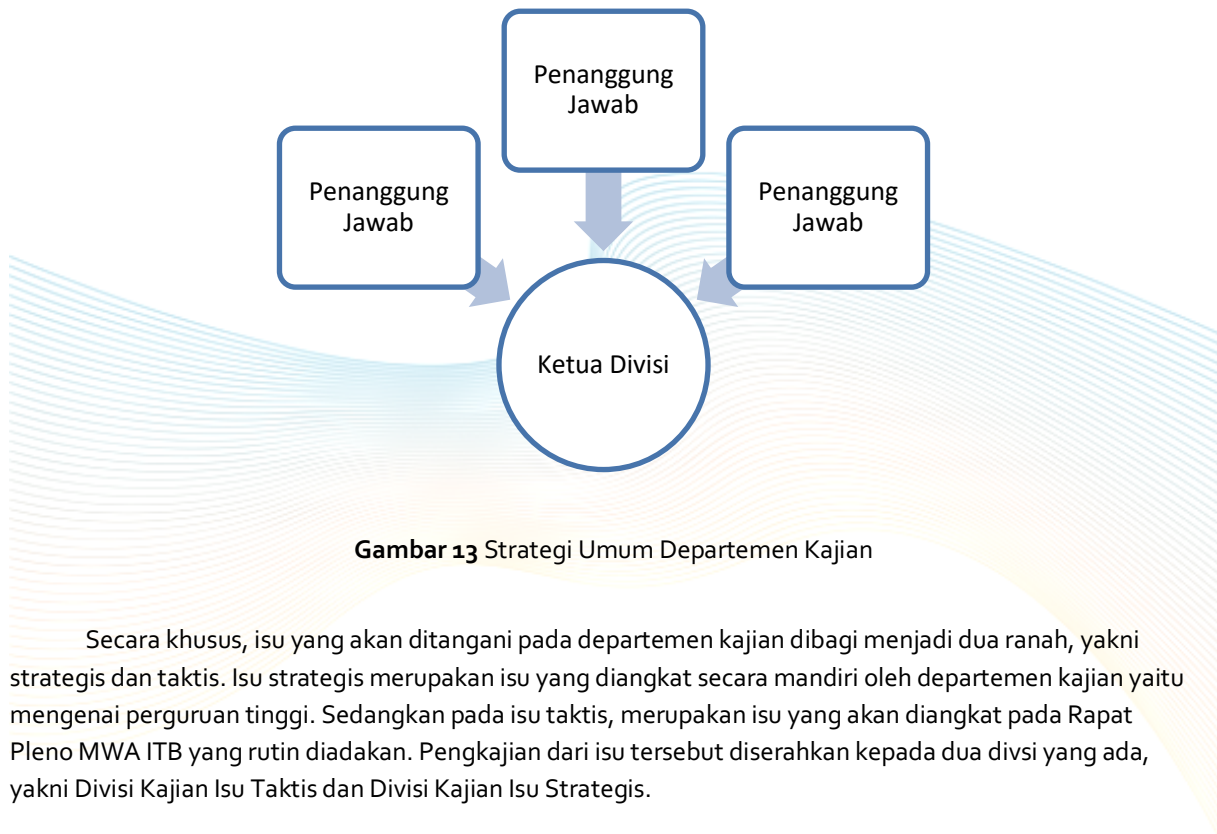 Penanggung
Jawab
Penanggung
Jawab
Penanggung
Jawab
Ketua Divisi
Gambar 13 Strategi Umum Departemen Kajian
Secara khusus, isu yang akan ditangani pada departemen kajian dibagi menjadi dua ranah, yakni
strategis dan taktis. Isu strategis merupakan isu yang diangkat secara mandiri oleh departemen kajian yaitu
mengenai perguruan tinggi. Sedangkan pada isu taktis, merupakan isu yang akan diangkat pada Rapat
Pleno MWA ITB yang rutin diadakan. Pengkajian dari isu tersebut diserahkan kepada dua divsi yang ada,
yakni Divisi Kajian Isu Taktis dan Divisi Kajian Isu Strategis.